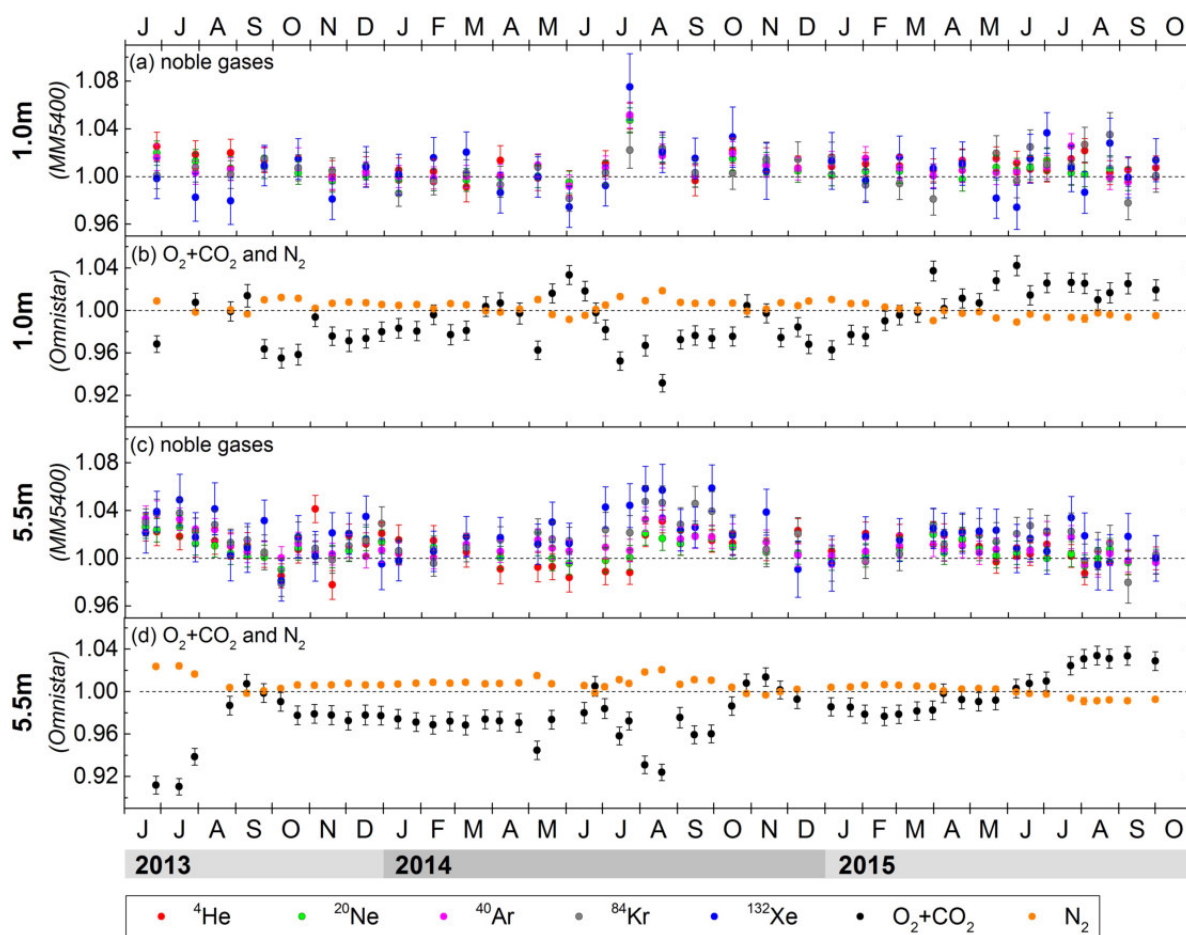 J J A S O N D J F M A M J J A S O N D J F M A M J J A S O
(a) noble gases
1.0m
(MM5400)
1.08
1.04
1.00
0.96
(b) O₂+CO₂ and N₂
1.0m
(Omnistar)
1.04
1.00
0.96
0.92
(c) noble gases
5.5m
(MM5400)
1.08
1.04
1.00
0.96
(d) O₂+CO₂ and N₂
5.5m
(Omnistar)
1.04
1.00
0.96
0.92
J J A S O N D J F M A M J J A S O N D J F M A M J J A S O
2013 2014 2015
⁴He ²⁰Ne ⁴⁰Ar ⁸⁴Kr ¹³²Xe O₂+CO₂ N₂